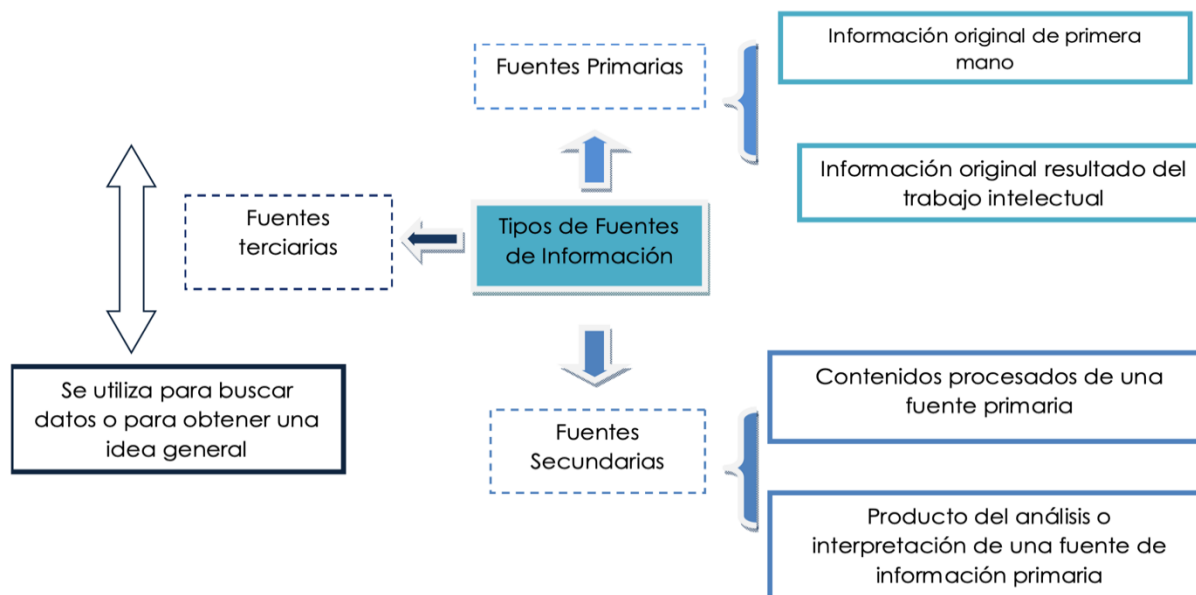 Fuentes Primarias
Información original de primera
mano
Información original resultado del
trabajo intelectual
Fuentes
terciarias
Tipos de Fuentes
de Información
Se utiliza para buscar
datos o para obtener una
idea general
Fuentes
Secundarias
Contenidos procesados de una
fuente primaria
Producto del análisis o
interpretación de una fuente de
información primaria